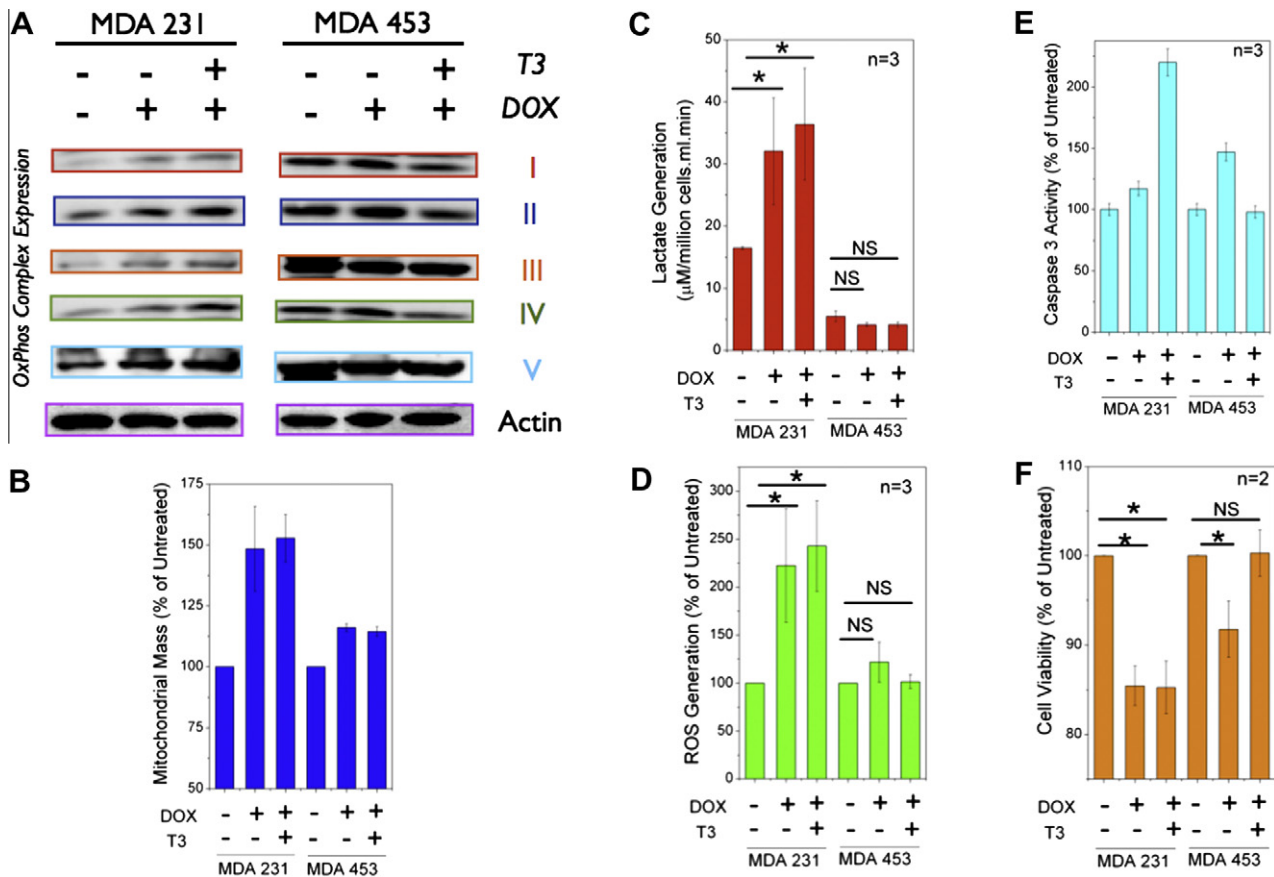 A
MDA 231 MDA 453
- - + - - + T3
- + + - + + DOX
OxPhos Complex Expression
I
II
III
IV
V
Actin
B
Mitochondrial Mass (% of Untreated)
175
150
125
100
75
50
DOX - + + - + +
T3 + +
MDA 231 MDA 453
C
Lactate Generation
(μM/million cells.ml.min)
50
40
30
20
10
0
n=3
*
*
NS
NS
DOX - + + - + +
T3 - + +
MDA 231 MDA 453
D
ROS Generation (% of Untreated)
300
250
200
150
100
50
0
n=3
*
*
NS
NS
DOX - + + - + +
T3 + +
MDA 231 MDA 453
E
Caspase 3 Activity (% of Untreated)
200
150
100
50
0
n=3
DOX - + + - + +
T3 + +
MDA 231 MDA 453
F
Cell Viability (% of Untreated)
110
100
90
80
n=2
*
*
NS
*
DOX - + + - + +
T3 - - + - - +
MDA 231 MDA 453